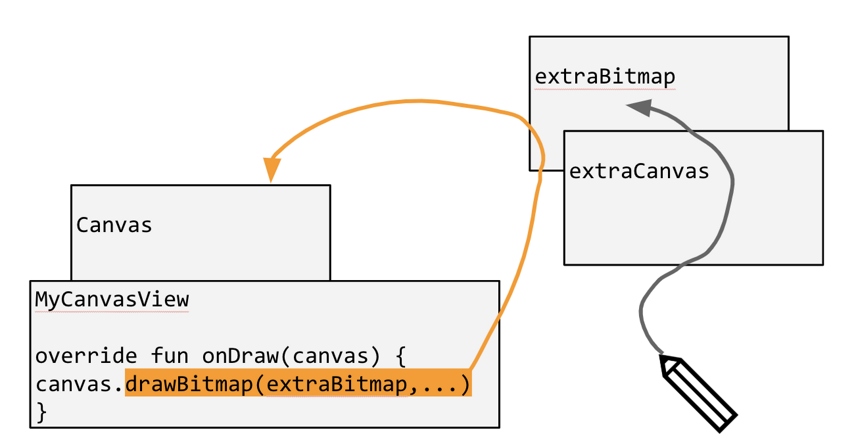 extraBitmap
extraCanvas
Canvas
MyCanvasView
override fun onDraw(canvas) {
canvas.drawBitmap(extraBitmap,...)
}